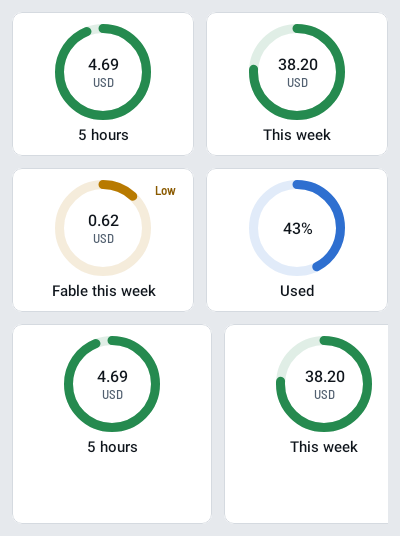 4.69
USD
5 hours
38.20
USD
This week
Low
0.62
USD
Fable this week
43%
Used
4.69
USD
5 hours
38.20
USD
This week